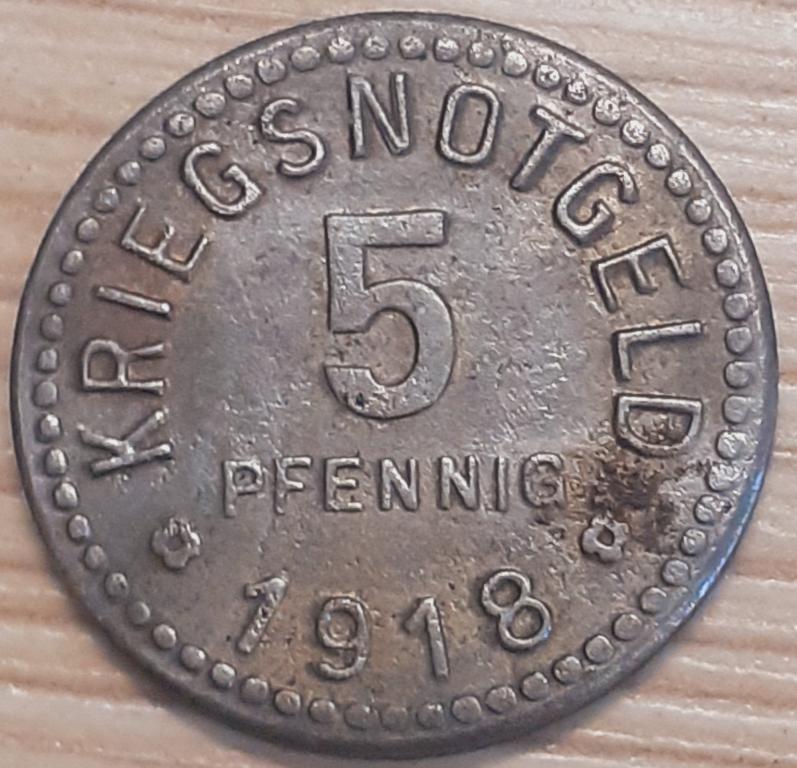 KRIEGSNOTGELD
5
PFENNIG
1918